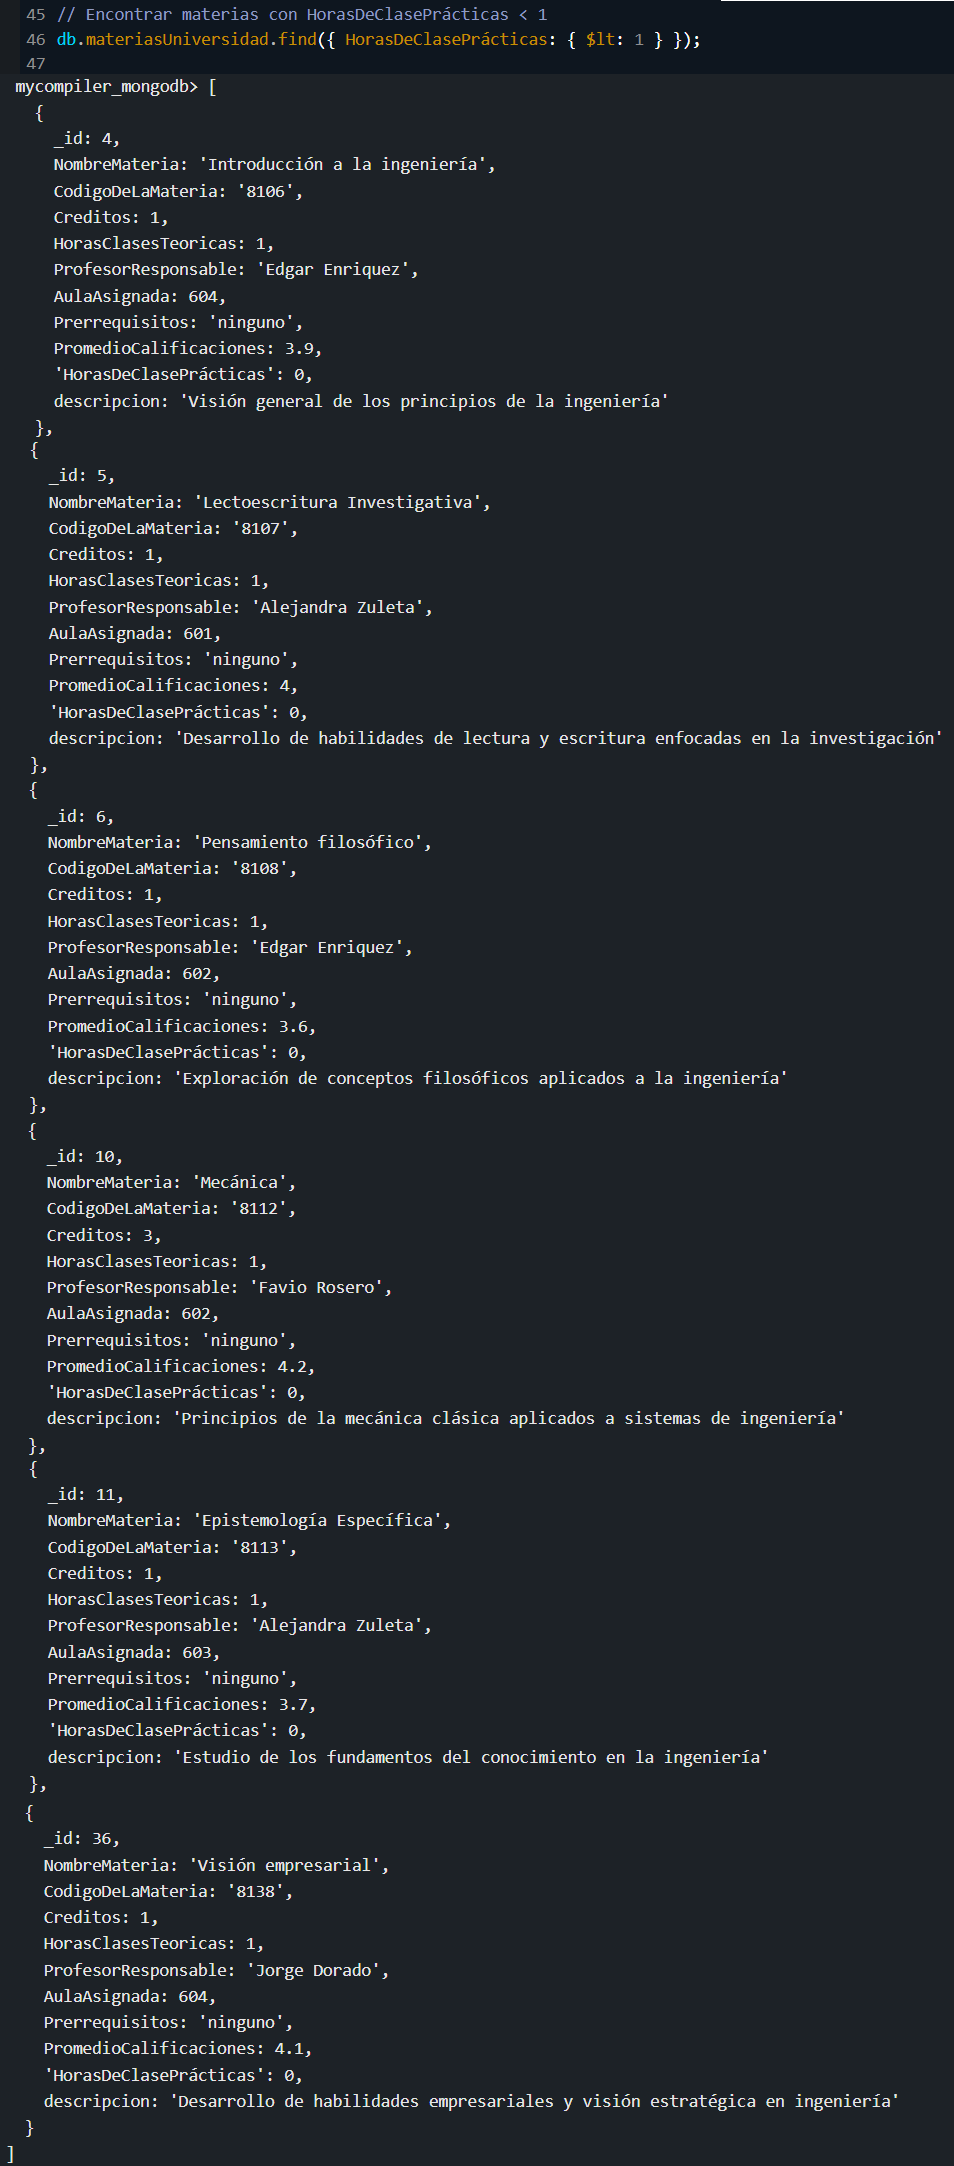 45 // Encontrar materias con HorasDeClasePrácticas < 1
46 db.materiasUniversidad.find({ HorasDeClasePrácticas: { $lt: 1 } });
47
mycompiler_mongodb> [
{
_id: 4,
NombreMateria: 'Introducción a la ingeniería',
CodigoDeLaMateria: '8106',
Creditos: 1,
HorasClasesTeoricas: 1,
ProfesorResponsable: 'Edgar Enriquez',
AulaAsignada: 604,
Prerrequisitos: 'ninguno',
PromedioCalificaciones: 3.9,
'HorasDeClasePrácticas': 0,
descripcion: 'Visión general de los principios de la ingeniería'
},
{
_id: 5,
NombreMateria: 'Lectoescritura Investigativa',
CodigoDeLaMateria: '8107',
Creditos: 1,
HorasClasesTeoricas: 1,
ProfesorResponsable: 'Alejandra Zuleta',
AulaAsignada: 601,
Prerrequisitos: 'ninguno',
PromedioCalificaciones: 4,
'HorasDeClasePrácticas': 0,
descripcion: 'Desarrollo de habilidades de lectura y escritura enfocadas en la investigación'
},
{
_id: 6,
NombreMateria: 'Pensamiento filosófico',
CodigoDeLaMateria: '8108',
Creditos: 1,
HorasClasesTeoricas: 1,
ProfesorResponsable: 'Edgar Enriquez',
AulaAsignada: 602,
Prerrequisitos: 'ninguno',
PromedioCalificaciones: 3.6,
'HorasDeClasePrácticas': 0,
descripcion: 'Exploración de conceptos filosóficos aplicados a la ingeniería'
},
{
_id: 10,
NombreMateria: 'Mecánica',
CodigoDeLaMateria: '8112',
Creditos: 3,
HorasClasesTeoricas: 1,
ProfesorResponsable: 'Favio Rosero',
AulaAsignada: 602,
Prerrequisitos: 'ninguno',
PromedioCalificaciones: 4.2,
'HorasDeClasePrácticas': 0,
descripcion: 'Principios de la mecánica clásica aplicados a sistemas de ingeniería'
},
{
_id: 11,
NombreMateria: 'Epistemología Específica',
CodigoDeLaMateria: '8113',
Creditos: 1,
HorasClasesTeoricas: 1,
ProfesorResponsable: 'Alejandra Zuleta',
AulaAsignada: 603,
Prerrequisitos: 'ninguno',
PromedioCalificaciones: 3.7,
'HorasDeClasePrácticas': 0,
descripcion: 'Estudio de los fundamentos del conocimiento en la ingeniería'
},
{
_id: 36,
NombreMateria: 'Visión empresarial',
CodigoDeLaMateria: '8138',
Creditos: 1,
HorasClasesTeoricas: 1,
ProfesorResponsable: 'Jorge Dorado',
AulaAsignada: 604,
Prerrequisitos: 'ninguno',
PromedioCalificaciones: 4.1,
'HorasDeClasePrácticas': 0,
descripcion: 'Desarrollo de habilidades empresariales y visión estratégica en ingeniería'
}
]